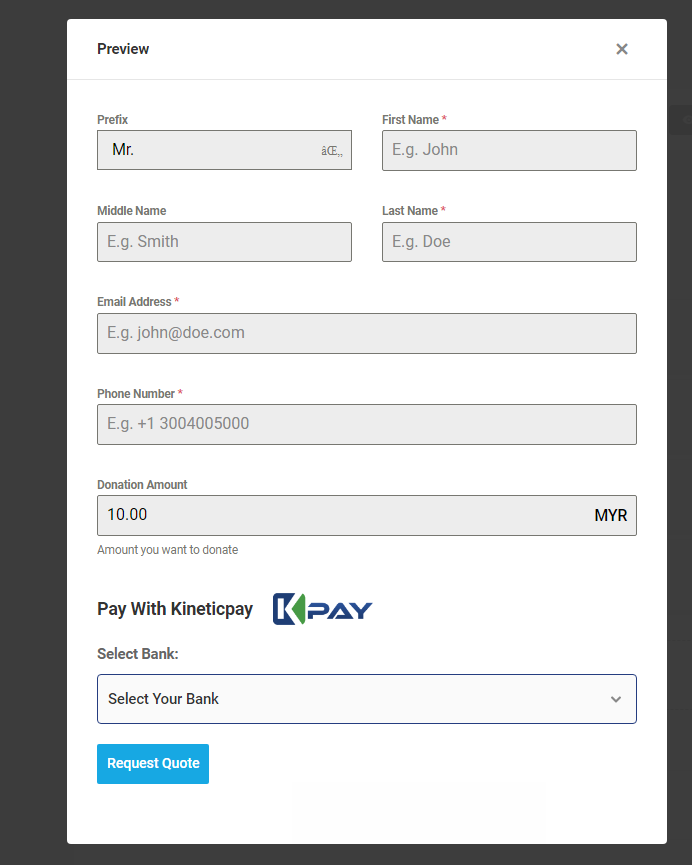 Preview
Prefix
First Name *
Mr. âŒ„
E.g. John
Middle Name
Last Name *
E.g. Smith
E.g. Doe
Email Address *
E.g. john@doe.com
Phone Number *
E.g. +1 3004005000
Donation Amount
10.00 MYR
Amount you want to donate
Pay With Kineticpay KPAY
Select Bank:
Select Your Bank
Request Quote